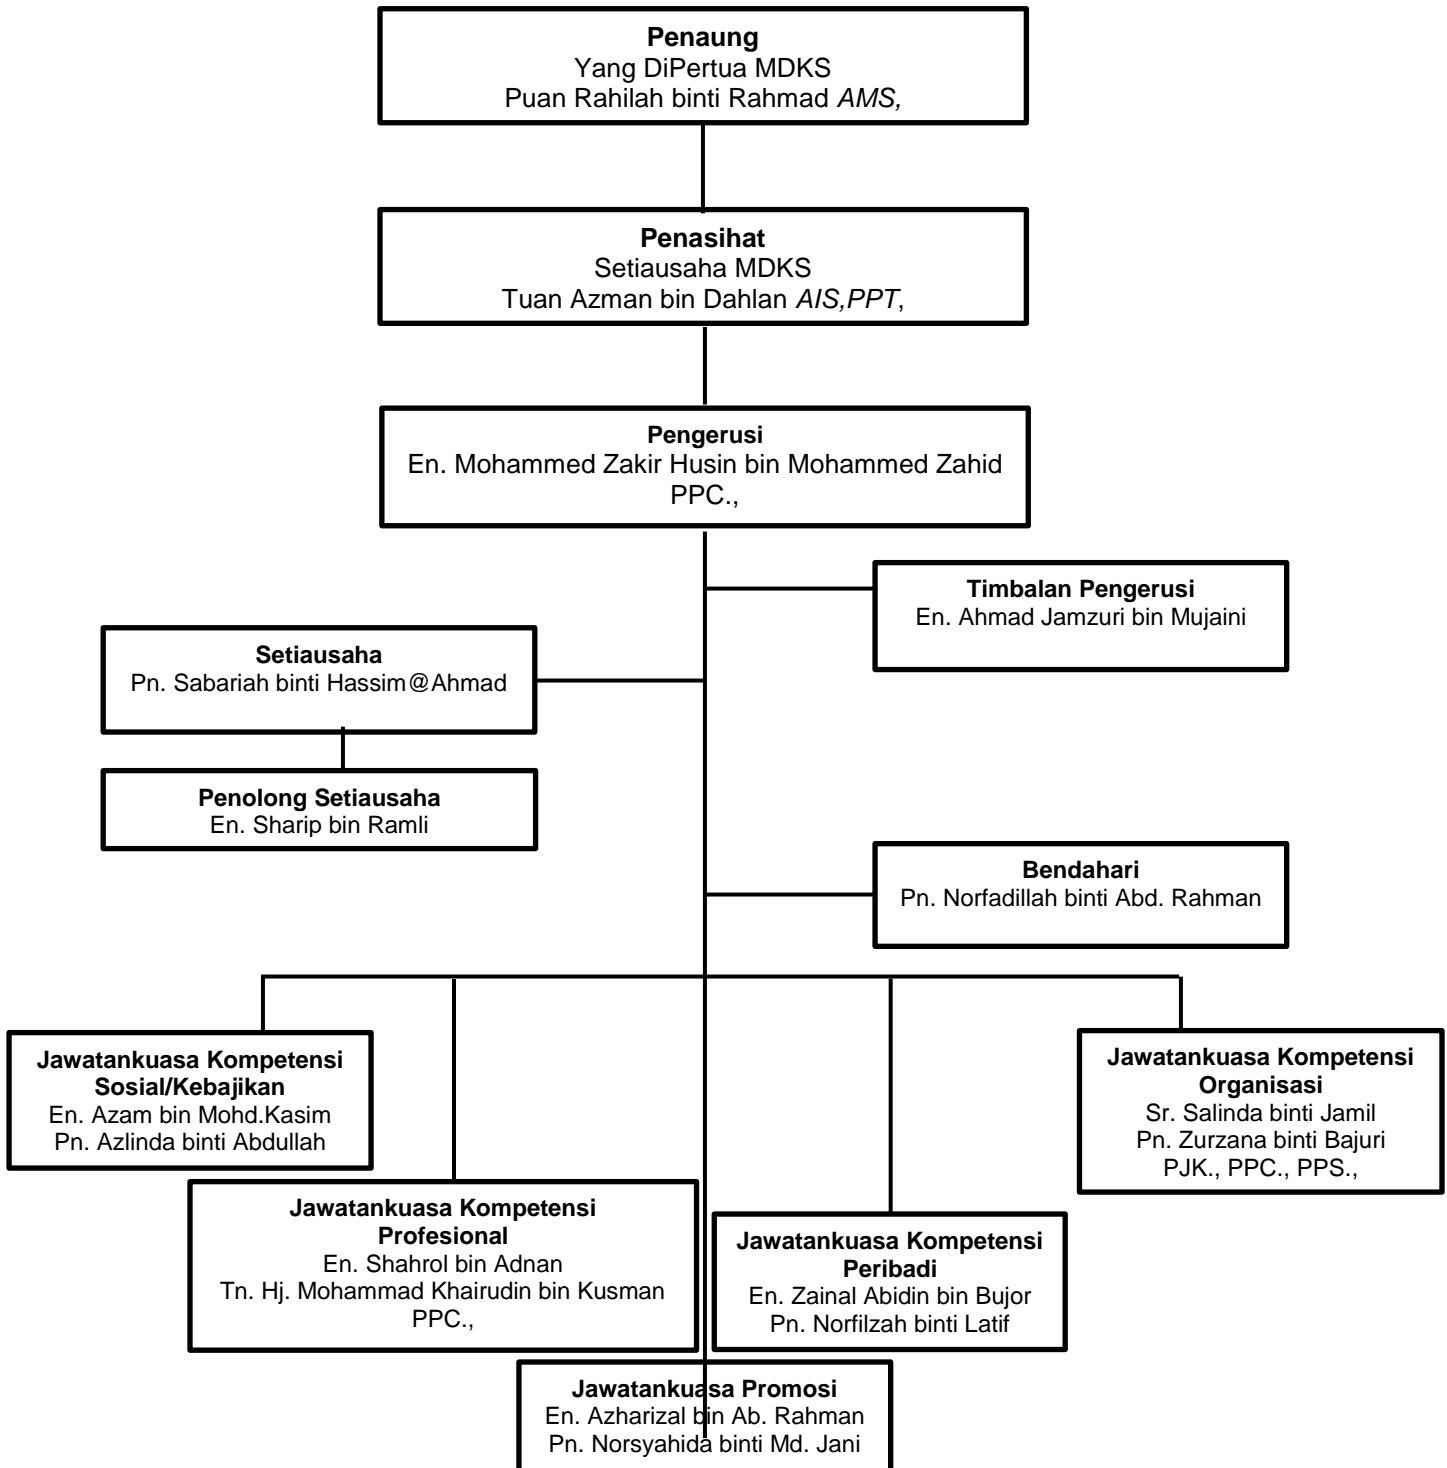 Penaung
Yang DiPertua MDKS
Puan Rahilah binti Rahmad AMS,
Penasihat
Setiausaha MDKS
Tuan Azman bin Dahlan AIS,PPT,
Pengerusi
En. Mohammed Zakir Husin bin Mohammed Zahid
PPC.,
Timbalan Pengerusi
En. Ahmad Jamzuri bin Mujaini
Setiausaha
Pn. Sabariah binti Hassim@Ahmad
Penolong Setiausaha
En. Sharip bin Ramli
Bendahari
Pn. Norfadillah binti Abd. Rahman
Jawatankuasa Kompetensi
Sosial/Kebajikan
En. Azam bin Mohd.Kasim
Pn. Azlinda binti Abdullah
Jawatankuasa Kompetensi
Profesional
En. Shahrol bin Adnan
Tn. Hj. Mohammad Khairudin bin Kusman
PPC.,
Jawatankuasa Kompetensi
Peribadi
En. Zainal Abidin bin Bujor
Pn. Norfilzah binti Latif
Jawatankuasa Kompetensi
Organisasi
Sr. Salinda binti Jamil
Pn. Zurzana binti Bajuri
PJK., PPC., PPS.,
Jawatankuasa Promosi
En. Azharizal bin Ab. Rahman
Pn. Norsyahida binti Md. Jani